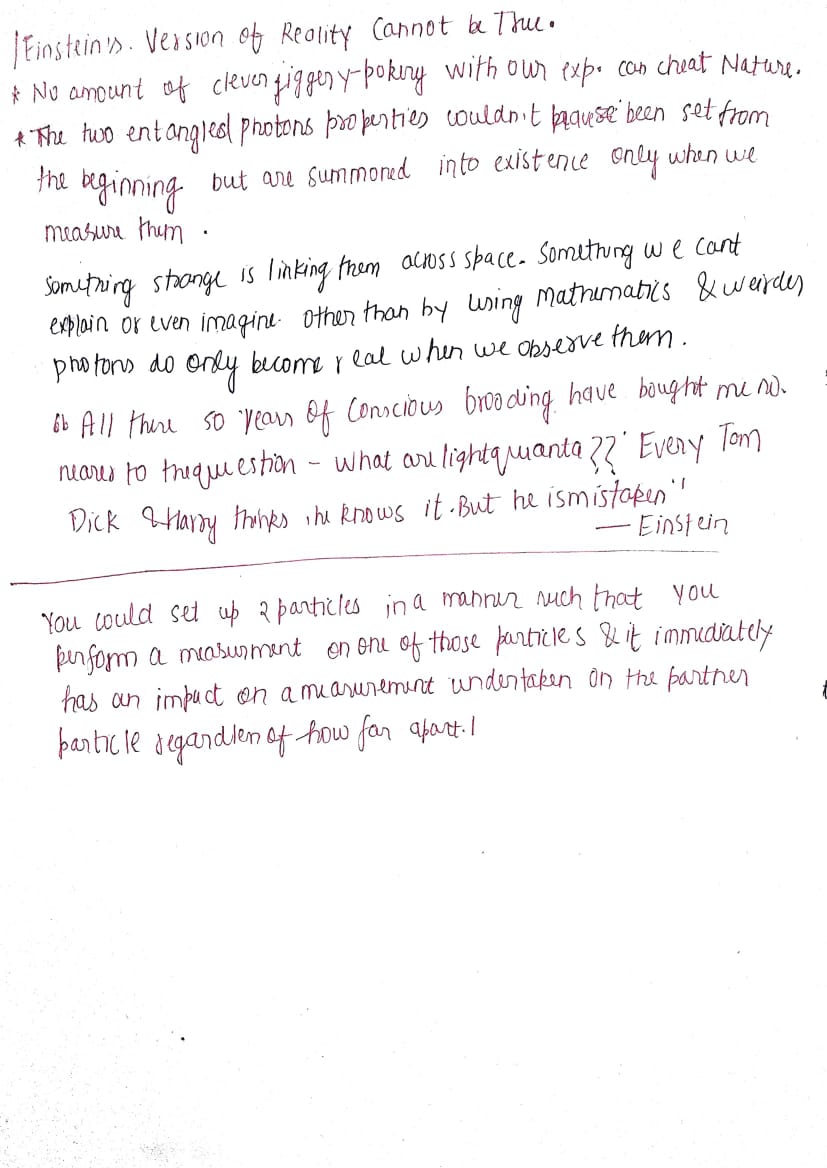 Einstein's. Version of Reality Cannot be True.
* No amount of clever jiggery-pokery with our exp. can cheat Nature.
* The two entangled photons properties couldn't been set from
the beginning but are summoned into existence only when we
measure them .
Something strange is linking them across space. Something we cant
explain or even imagine. other than by using Mathematics & weirder
photons do only become real when we observe them.
66 All these 50 years of Conscious brooding have bought me no.
nearer to the question - What are lightquanta ?? Every Tom
Dick & Harry thinks , he knows it. But he is mistaken"
— Einstein
You could set up 2 particles in a manner such that you
perform a measurment on one of those particles & it immediately
has an impact on a measurement undertaken on the partner
particle regardless of how far apart.